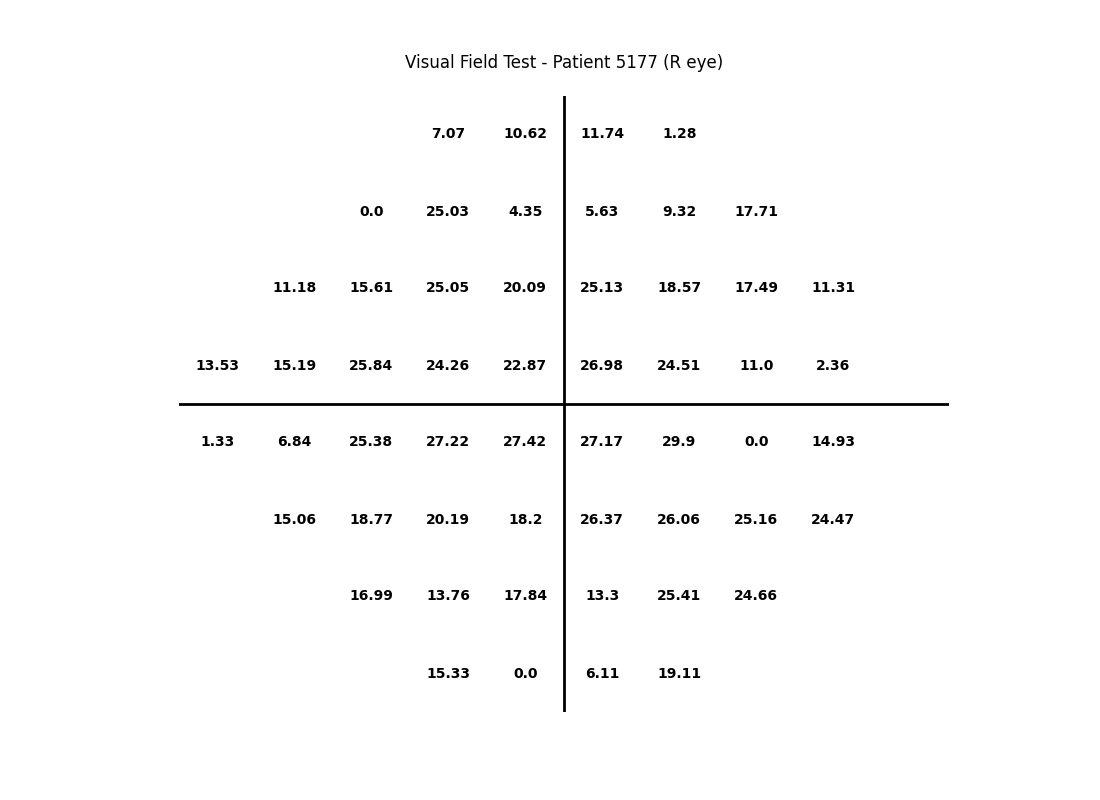 Visual Field Test - Patient 5177 (R eye)
7.07 10.62 11.74 1.28
0.0 25.03 4.35 5.63 9.32 17.71
11.18 15.61 25.05 20.09 25.13 18.57 17.49 11.31
13.53 15.19 25.84 24.26 22.87 26.98 24.51 11.0 2.36
1.33 6.84 25.38 27.22 27.42 27.17 29.9 0.0 14.93
15.06 18.77 20.19 18.2 26.37 26.06 25.16 24.47
16.99 13.76 17.84 13.3 25.41 24.66
15.33 0.0 6.11 19.11